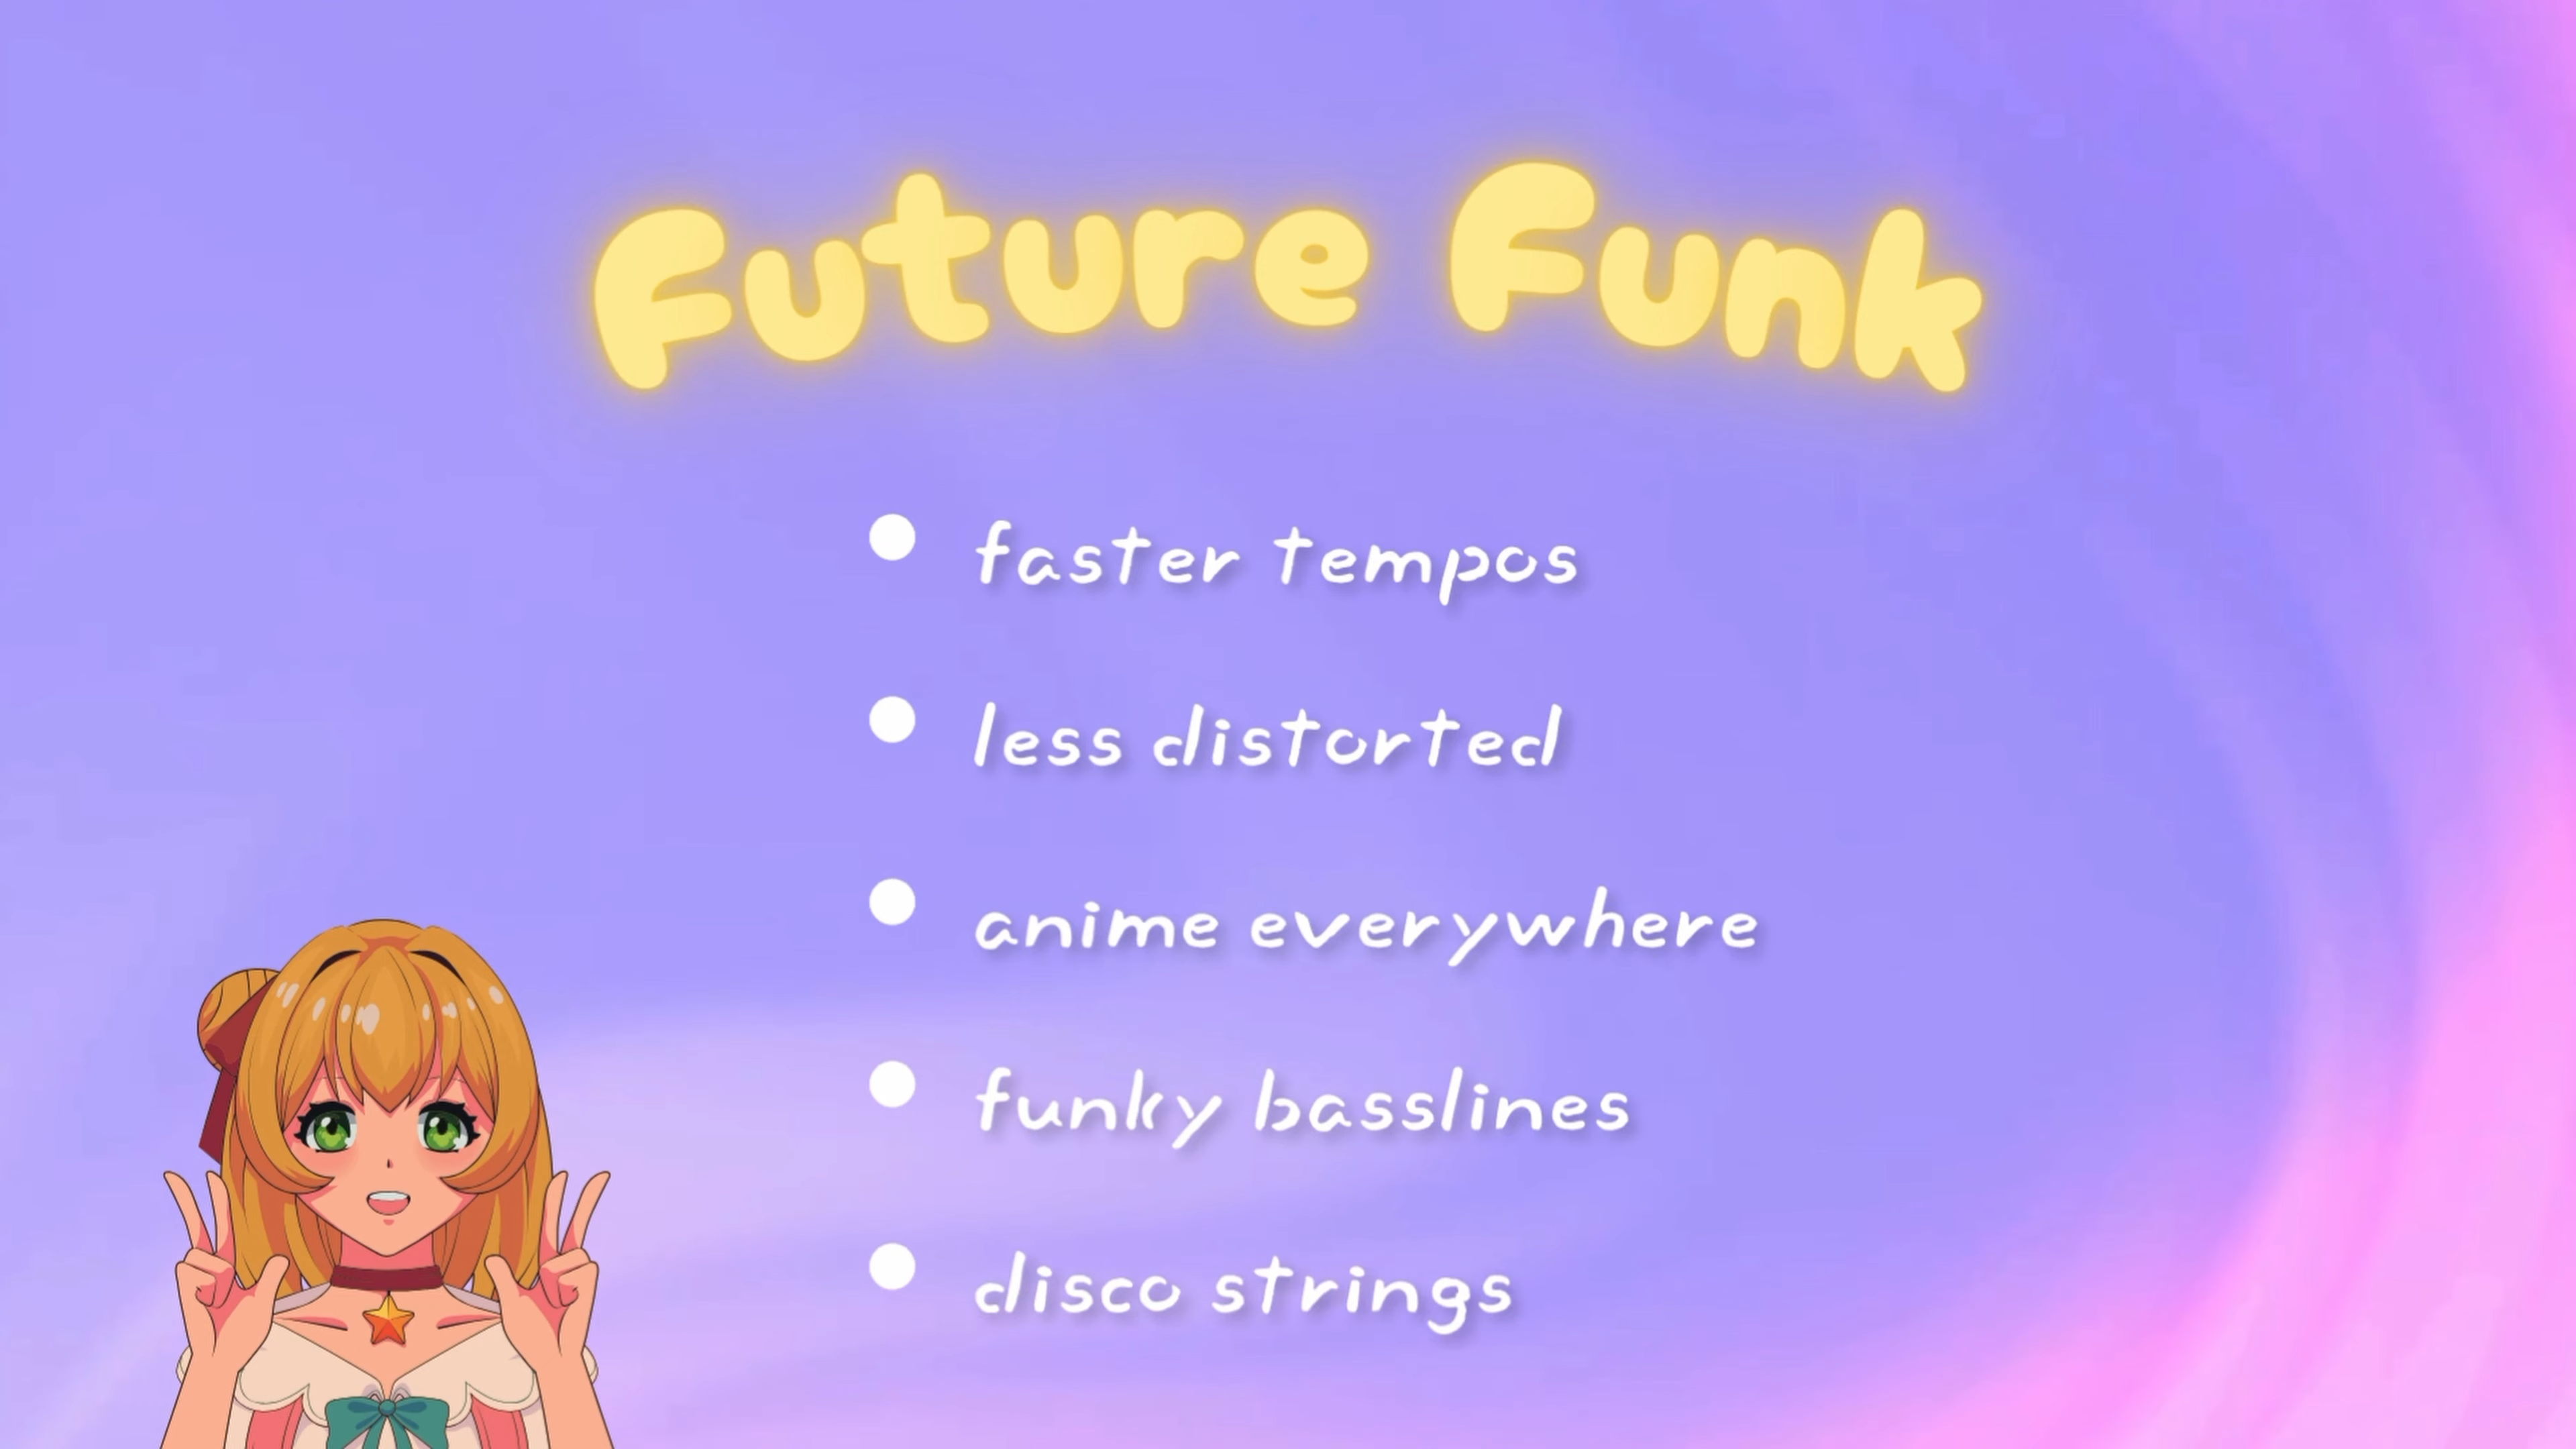 Future Funk
• faster tempos
• less distorted
• anime everywhere
• funky basslines
• disco strings